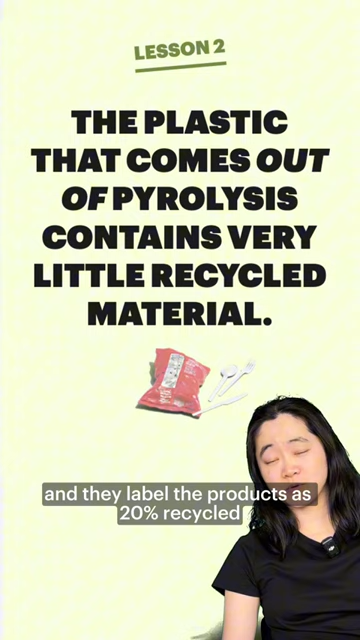 LESSON 2
THE PLASTIC
THAT COMES OUT
OF PYROLYSIS
CONTAINS VERY
LITTLE RECYCLED
MATERIAL.
and they label the products as
20% recycled